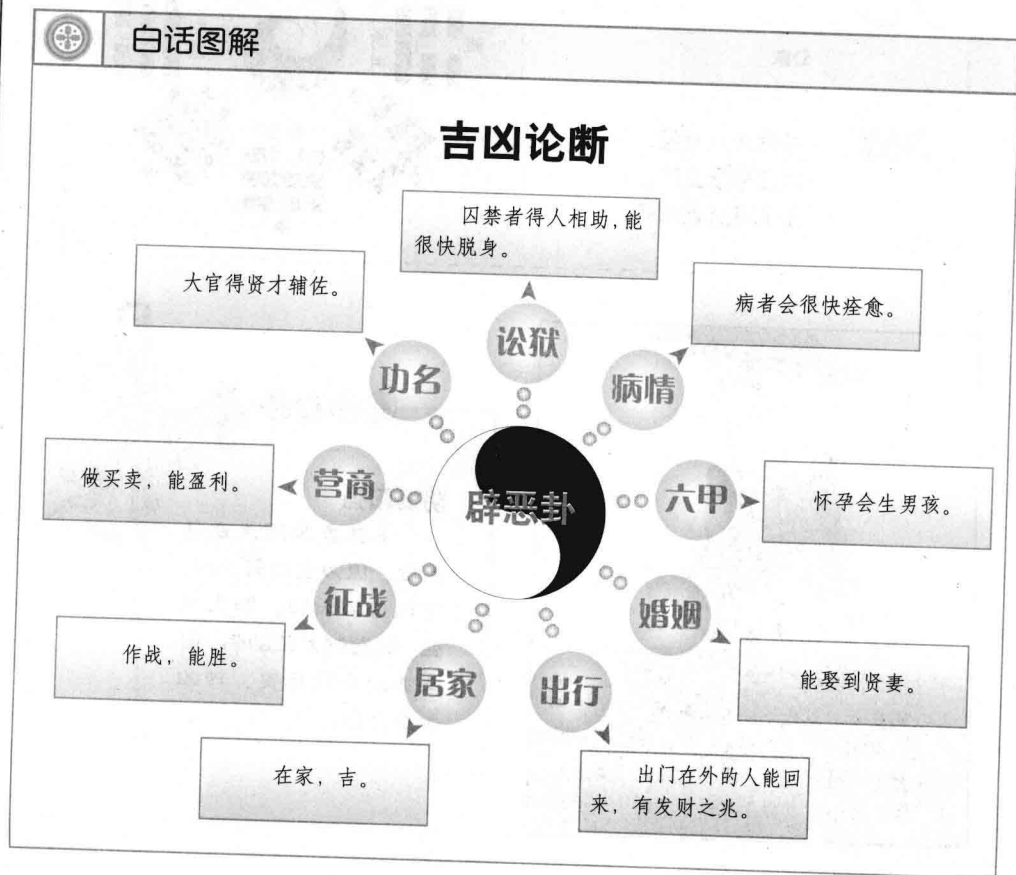 白话图解
吉凶论断
囚禁者得人相助，能
很快脱身。
大官得贤才辅佐。
病者会很快痊愈。
讼狱
功名
病情
做买卖，能盈利。
营商
辟恶卦
六甲
怀孕会生男孩。
征战
婚姻
作战，能胜。
居家
出行
能娶到贤妻。
在家，吉。
出门在外的人能回
来，有发财之兆。